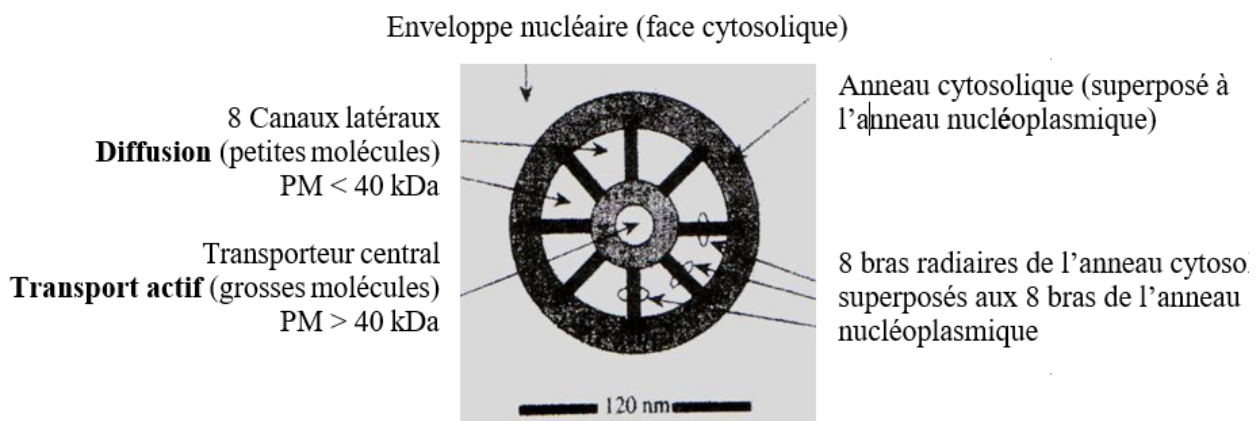 Enveloppe nucléaire (face cytosolique)
8 Canaux latéraux
Diffusion (petites molécules)
PM < 40 kDa
Transporteur central
Transport actif (grosses molécules)
PM > 40 kDa
Anneau cytosolique (superposé à
l'anneau nucléoplasmique)
8 bras radiaires de l'anneau cytosol
superposés aux 8 bras de l'anneau
nucléoplasmique
120 nm